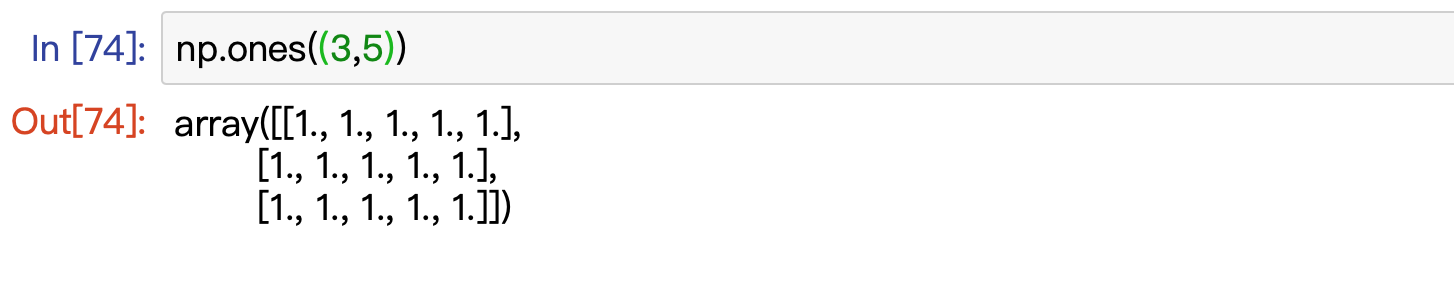 In [74]: np.ones((3,5))
Out[74]: array([[1., 1., 1., 1., 1.],
[1., 1., 1., 1., 1.],
[1., 1., 1., 1., 1.]])